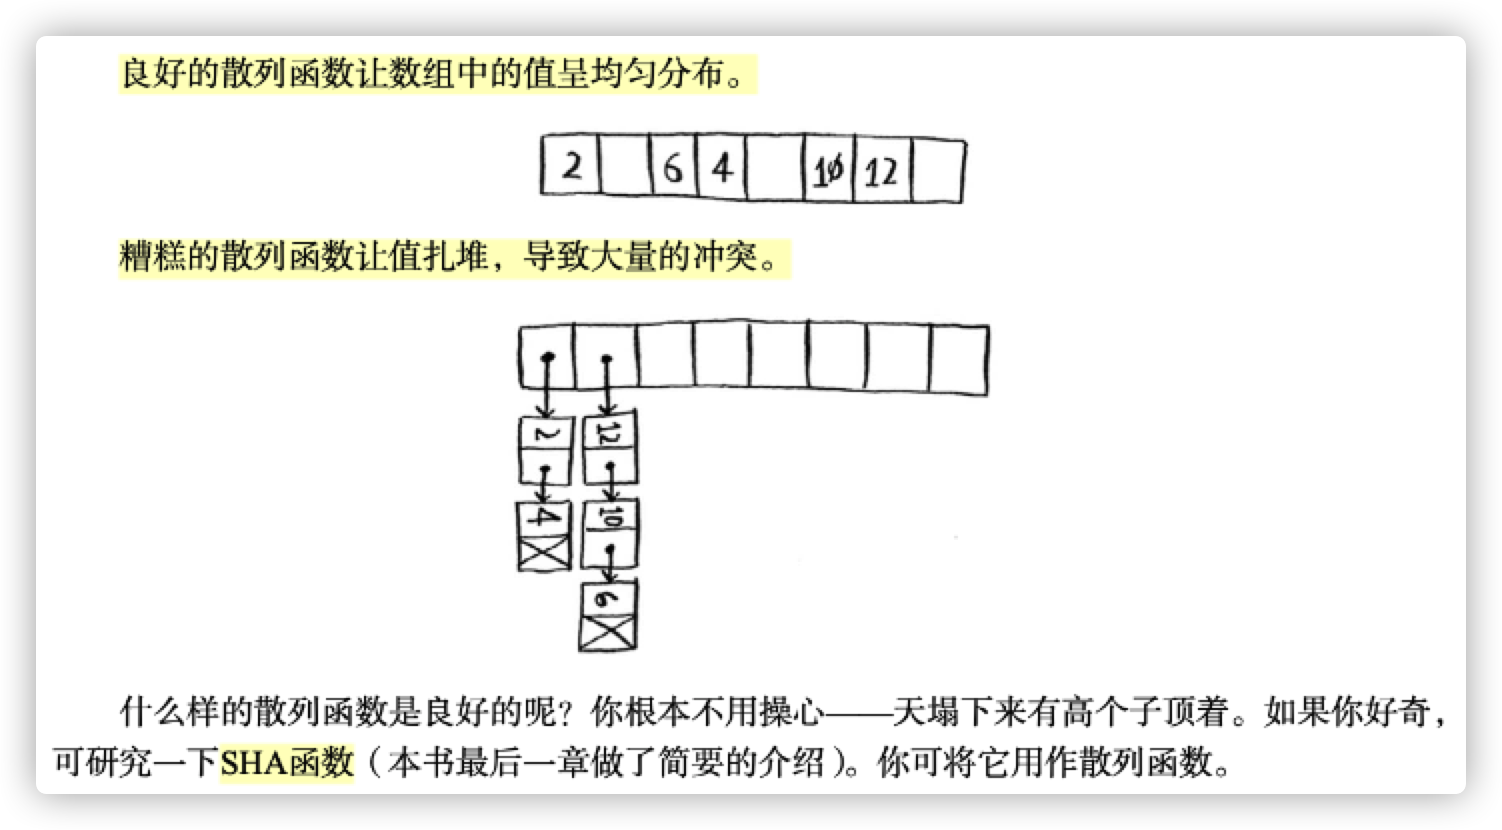 良好的散列函数让数组中的值呈均匀分布。
2 6 4 10 12
糟糕的散列函数让值扎堆，导致大量的冲突。
2 12
4 10
6
什么样的散列函数是良好的呢？你根本不用操心——天塌下来有高个子顶着。如果你好奇，
可研究一下SHA函数（本书最后一章做了简要的介绍）。你可将它用作散列函数。